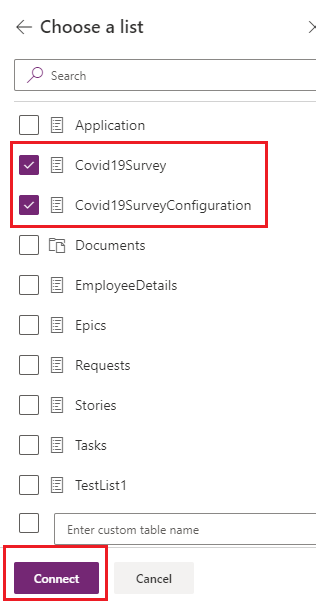 Choose a list
Search
Application
Covid19Survey
Covid19SurveyConfiguration
Documents
EmployeeDetails
Epics
Requests
Stories
Tasks
TestList1
Enter custom table name
Connect
Cancel